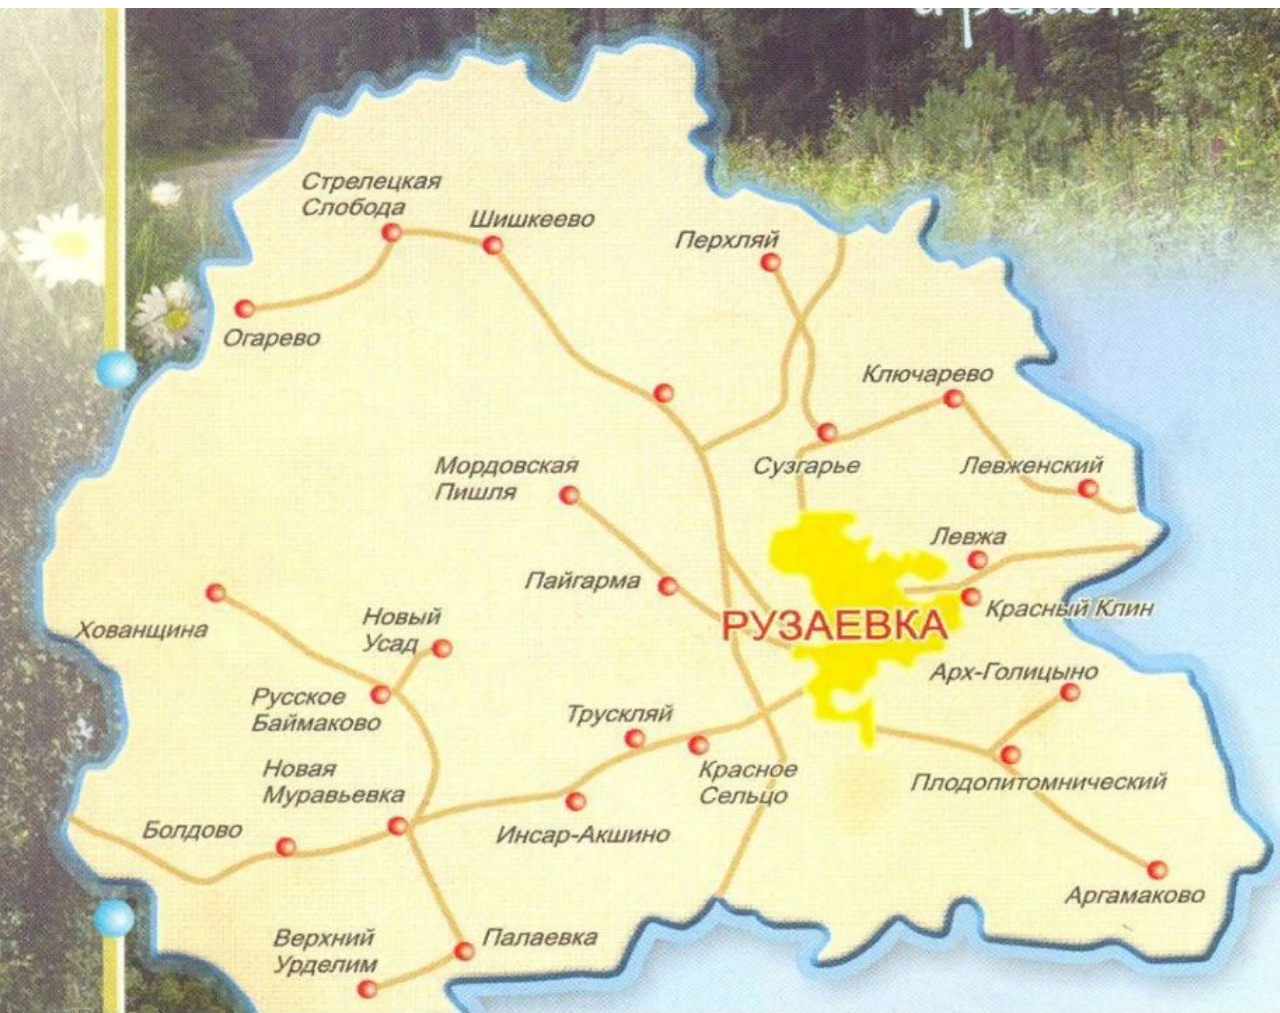 и район
Стрелецкая
Слобода
Шишкеево
Перхляй
Огарево
Ключарево
Мордовская
Пишля
Сузгарье
Левженский
Левжа
Пайгарма
Красный Клин
РУЗАЕВКА
Хованщина
Новый
Усад
Арх-Голицыно
Русское
Баймаково
Трускляй
Новая
Муравьевка
Красное
Сельцо
Плодопитомнический
Болдово
Инсар-Акшино
Аргамаково
Верхний
Урделим
Палаевка